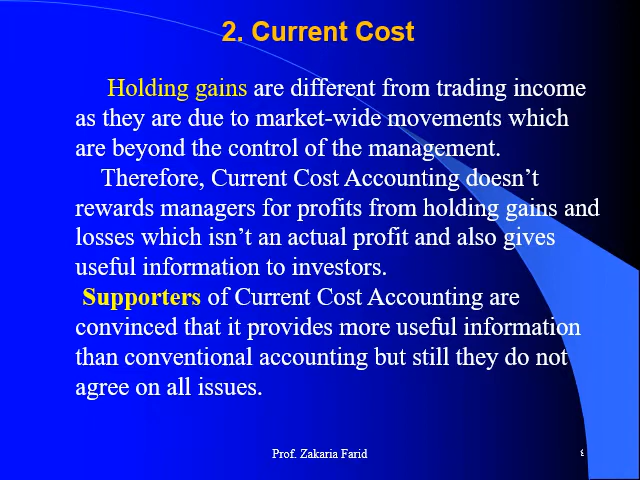 2. Current Cost
Holding gains are different from trading income
as they are due to market-wide movements which
are beyond the control of the management.
Therefore, Current Cost Accounting doesn't
rewards managers for profits from holding gains and
losses which isn't an actual profit and also gives
useful information to investors.
Supporters of Current Cost Accounting are
convinced that it provides more useful information
than conventional accounting but still they do not
agree on all issues.
Prof. Zakaria Farid